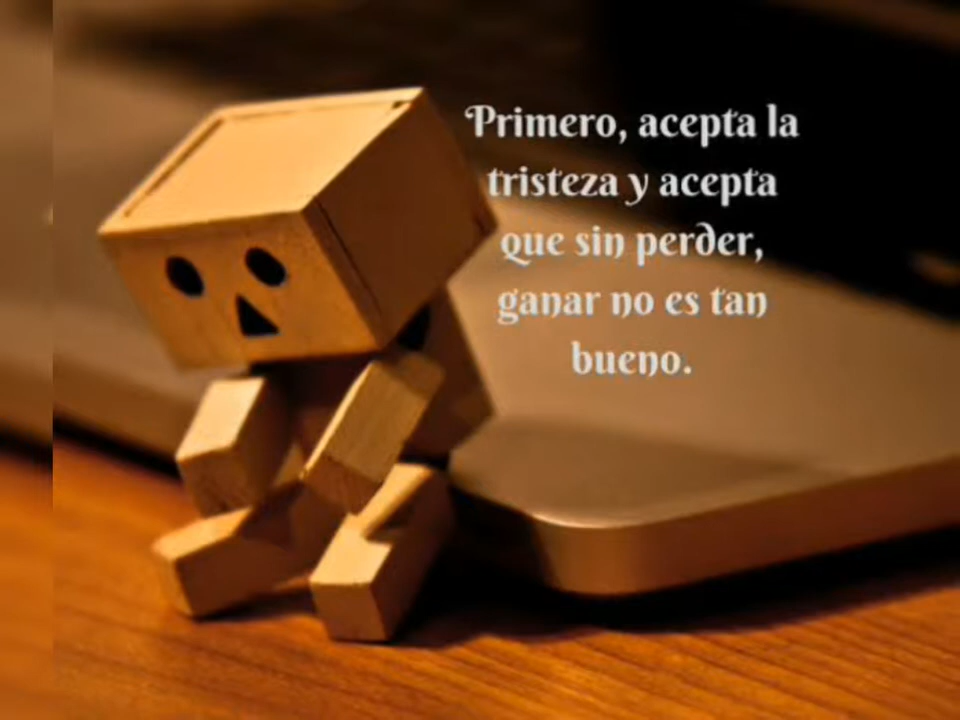 Primero, acepta la
tristeza y acepta
que sin perder,
ganar no es tan
bueno.